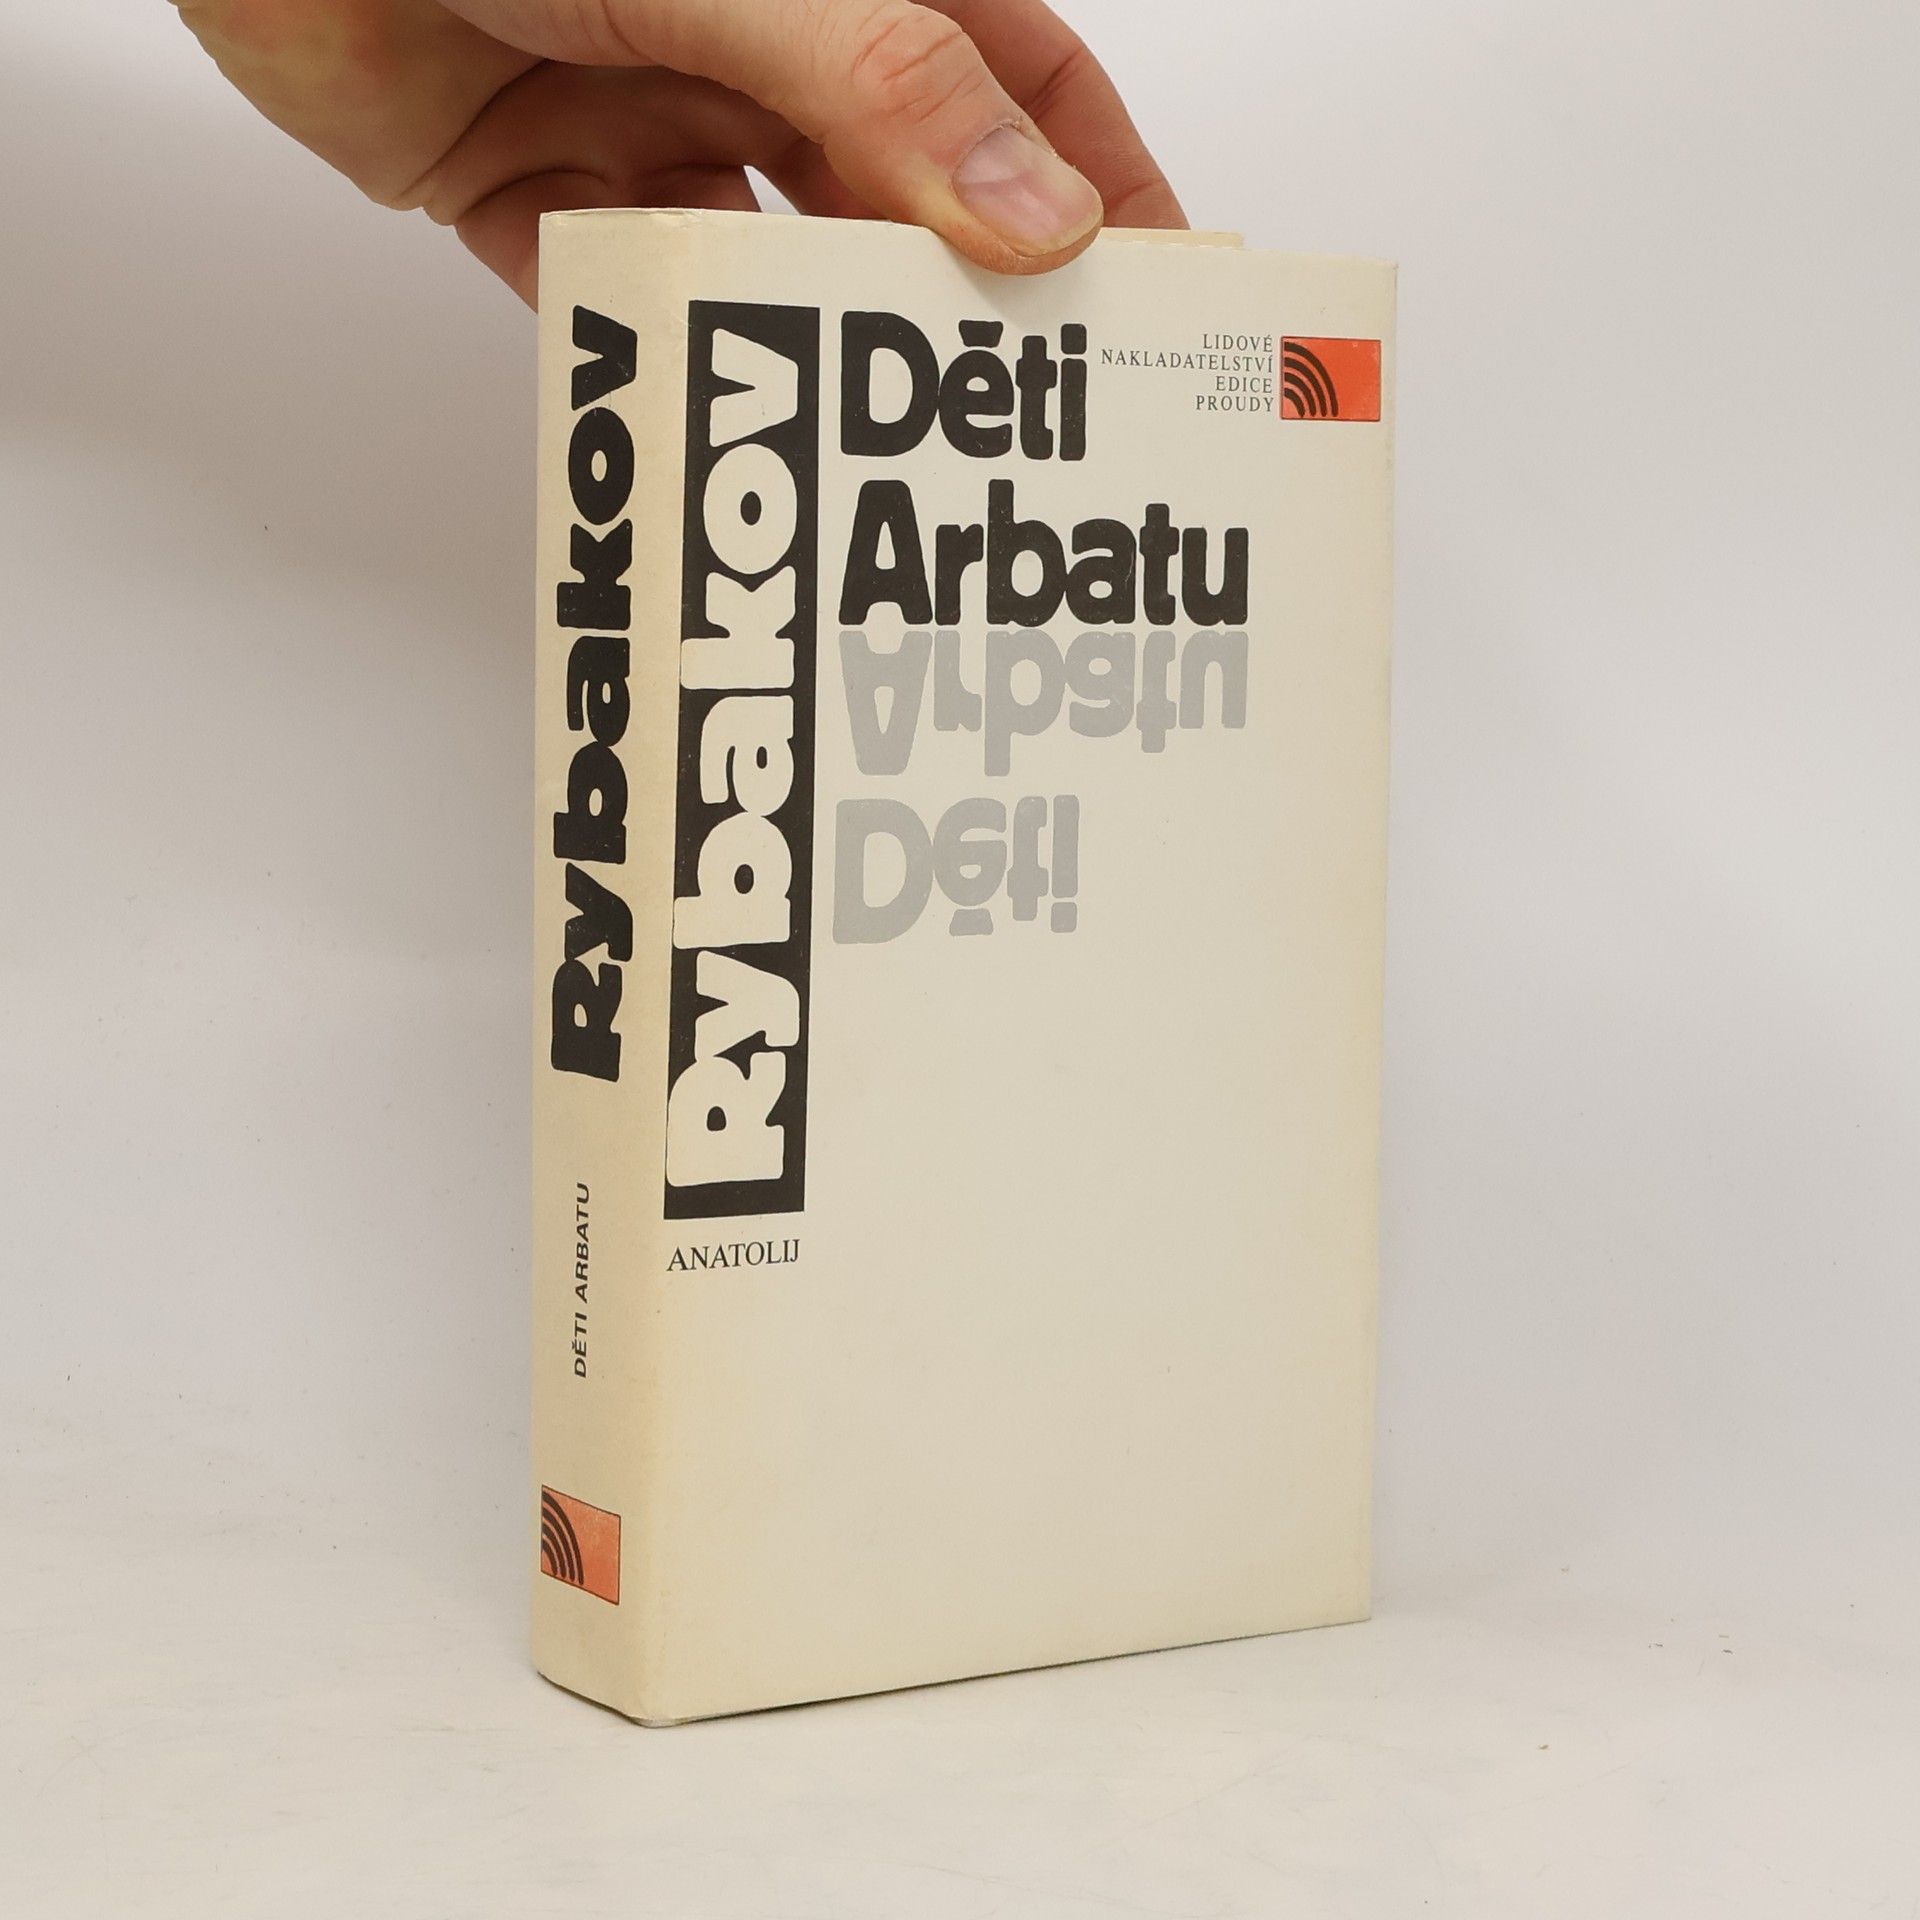 Rybakov
DĚTI ARBATU
Rybakov
ANATOLIJ
Děti
Arbatu
Arbatu
Děti
LIDOVÉ
NAKLADATELSTVÍ
EDICE
PROUDY